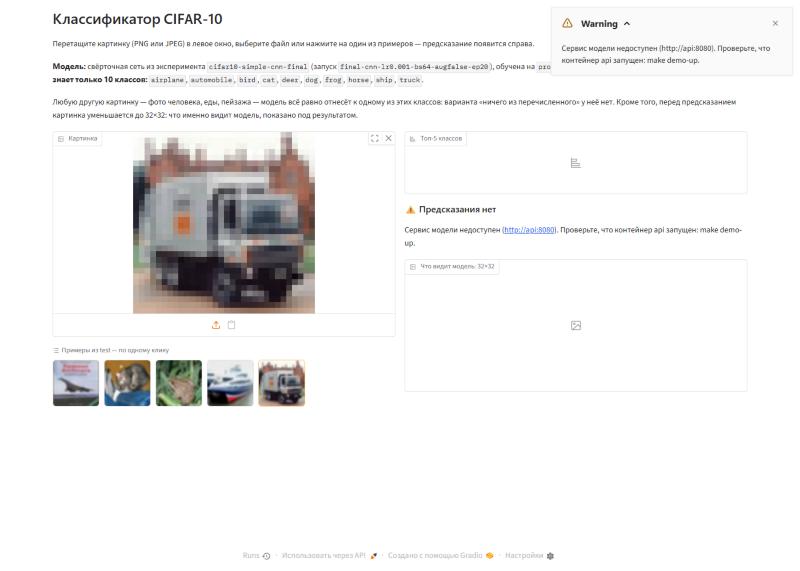 Классификатор CIFAR-10
Warning
Сервис модели недоступен (http://api:8080). Проверьте, что
контейнер api запущен: make demo-up.
Перетащите картинку (PNG или JPEG) в левое окно, выберите файл или нажмите на один из примеров — предсказание появится справа.
Модель: свёрточная сеть из эксперимента cifar10-simple-cnn-final (запуск final-cnn-lr0.001-bs64-augfalse-ep20), обучена на
знает только 10 классов: airplane, automobile, bird, cat, deer, dog, frog, horse, ship, truck.
Любую другую картинку — фото человека, еды, пейзажа — модель всё равно отнесёт к одному из этих классов: варианта «ничего из перечисленного» у неё нет. Кроме того, перед предсказанием
картинка уменьшается до 32×32: что именно видит модель, показано под результатом.
Картинка
Топ-5 классов
Предсказания нет
Сервис модели недоступен (http://api:8080). Проверьте, что контейнер api запущен: make demo-
up.
Что видит модель: 32×32
Примеры из test — по одному клику
Runs · Использовать через API · Создано с помощью Gradio · Настройки